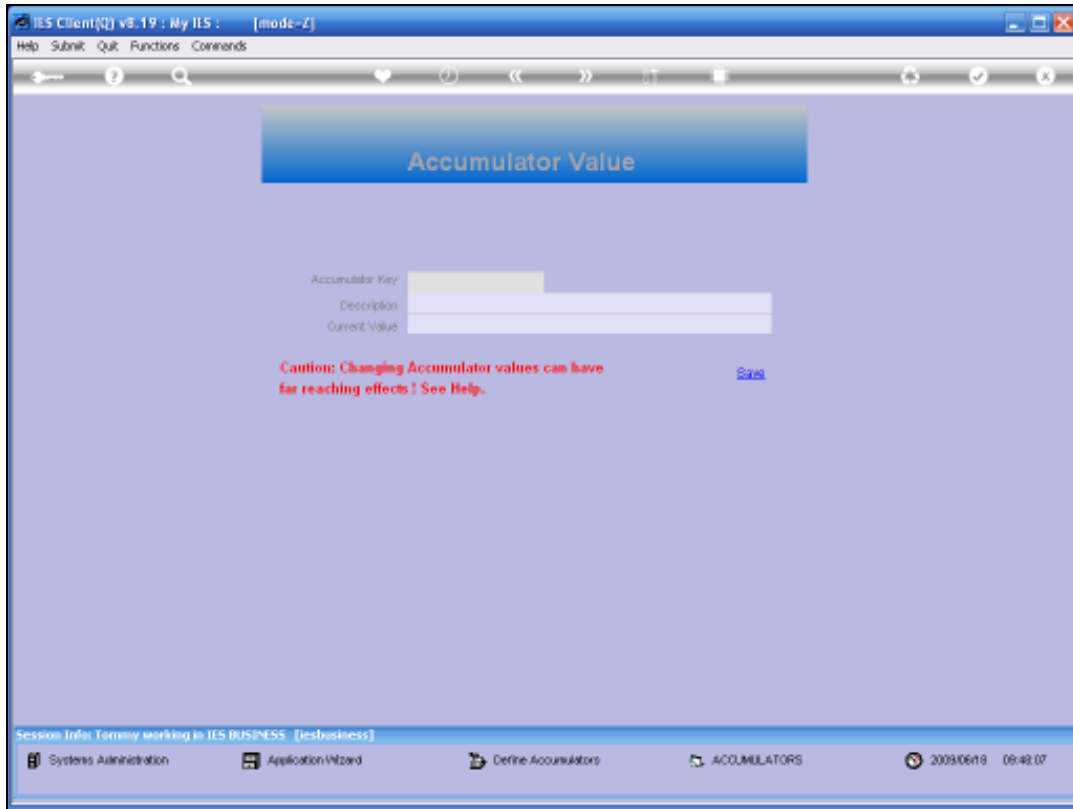 IES Client(Q) v8.19 : My IES : [mode=Z]
Help Submit Quit Functions Commands
Accumulator Value
Accumulator Key
Description
Current Value
Caution: Changing Accumulator values can have
far reaching effects ! See Help.
Save
Session Info: Tommy working in IES BUSINESS [iesbusiness]
Systems Administration Application Wizard Define Accumulators ACCUMULATORS 2009/06/18 09:48:07